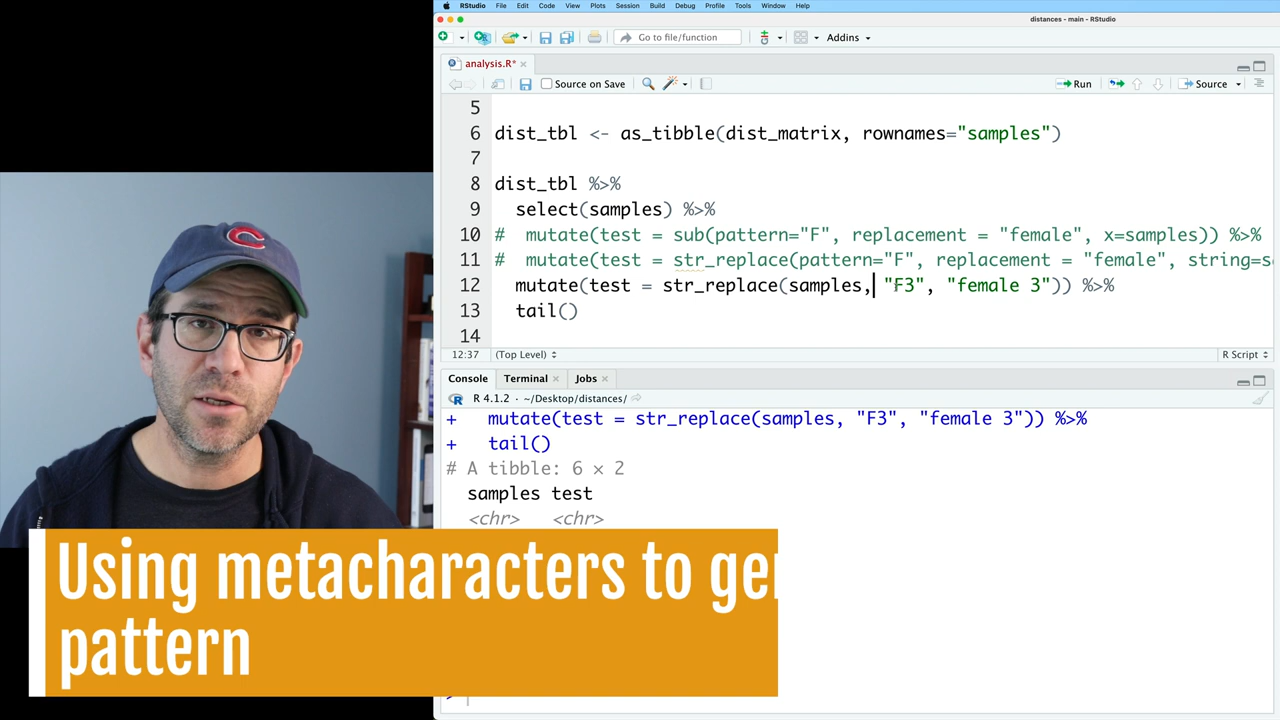 RStudio File Edit Code View Plots Session Build Debug Profile Tools Window Help
distances - main - RStudio
Go to file/function Addins
analysis.R*
Source on Save Run Source
5
6 dist_tbl <- as_tibble(dist_matrix, rownames="samples")
7
8 dist_tbl %>%
9 select(samples) %>%
10 # mutate(test = sub(pattern="F", replacement = "female", x=samples)) %>%
11 # mutate(test = str_replace(pattern="F", replacement = "female", string=s
12 mutate(test = str_replace(samples, "F3", "female 3")) %>%
13 tail()
14
12:37 (Top Level) R Script
Console Terminal Jobs
R 4.1.2 · ~/Desktop/distances/
+ mutate(test = str_replace(samples, "F3", "female 3")) %>%
+ tail()
# A tibble: 6 × 2
samples test
<chr> <chr>
Using metacharacters to ge
pattern
C